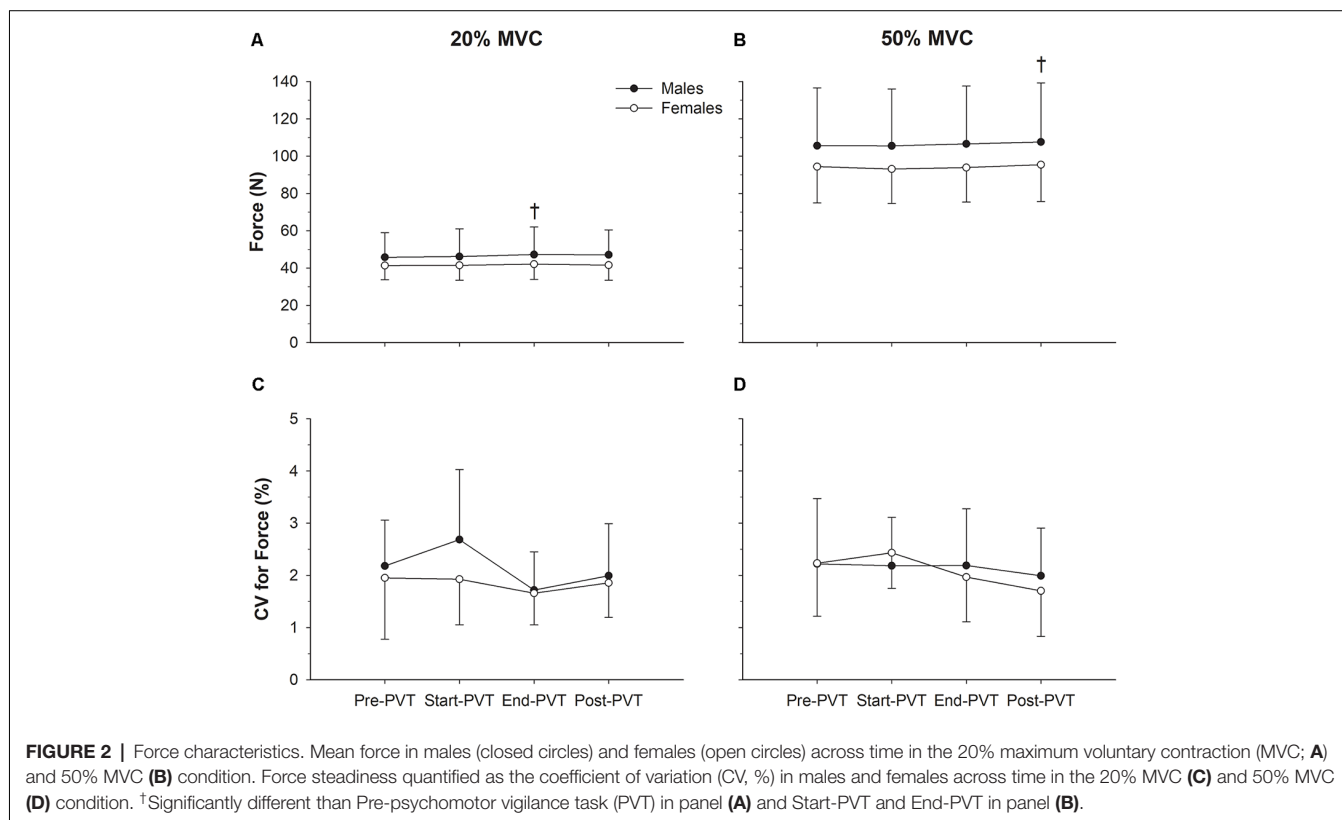 A
20% MVC
B
50% MVC
†
140
120
100
80
60
40
20
0
Force (N)
†
Males
Females
C
D
5
4
3
2
1
0
CV for Force (%)
Pre-PVT Start-PVT End-PVT Post-PVT
Pre-PVT Start-PVT End-PVT Post-PVT
FIGURE 2 | Force characteristics. Mean force in males (closed circles) and females (open circles) across time in the 20% maximum voluntary contraction (MVC; A)
and 50% MVC (B) condition. Force steadiness quantified as the coefficient of variation (CV, %) in males and females across time in the 20% MVC (C) and 50% MVC
(D) condition. †Significantly different than Pre-psychomotor vigilance task (PVT) in panel (A) and Start-PVT and End-PVT in panel (B).